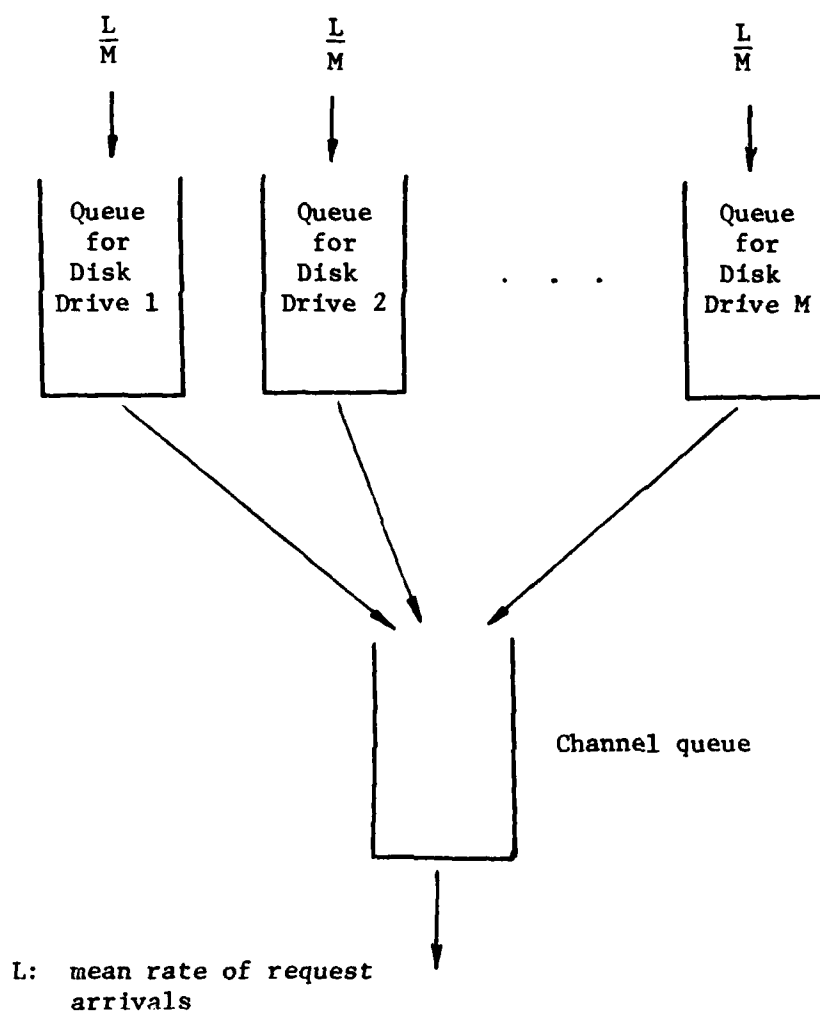 L/M L/M L/M
Queue for Disk Drive 1
Queue for Disk Drive 2
. . .
Queue for Disk Drive M
Channel queue
L: mean rate of request
arrivals